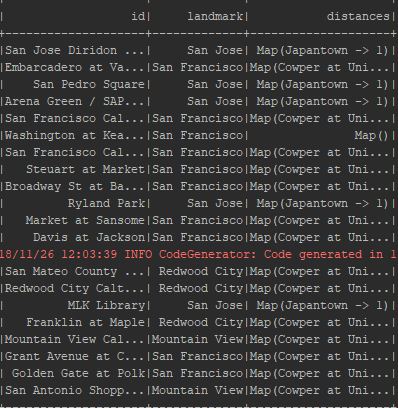 |                  id|     landmark|           distances|
+--------------------+-------------+--------------------+
|San Jose Diridon ...|     San Jose| Map(Japantown -> 1)|
|Embarcadero at Va...|San Francisco|Map(Cowper at Uni...|
|    San Pedro Square|     San Jose| Map(Japantown -> 1)|
|Arena Green / SAP...|     San Jose| Map(Japantown -> 1)|
|San Francisco Cal...|San Francisco|Map(Cowper at Uni...|
|Washington at Kea...|San Francisco|               Map()|
|San Francisco Cal...|San Francisco|Map(Cowper at Uni...|
|   Steuart at Market|San Francisco|Map(Cowper at Uni...|
|Broadway St at Ba...|San Francisco|Map(Cowper at Uni...|
|         Ryland Park|     San Jose| Map(Japantown -> 1)|
|   Market at Sansome|San Francisco|Map(Cowper at Uni...|
|    Davis at Jackson|San Francisco|Map(Cowper at Uni...|
18/11/26 12:03:39 INFO CodeGenerator: Code generated in 1
|San Mateo County ...| Redwood City|Map(Cowper at Uni...|
|Redwood City Calt...| Redwood City|Map(Cowper at Uni...|
|         MLK Library|     San Jose| Map(Japantown -> 1)|
|   Franklin at Maple| Redwood City|Map(Cowper at Uni...|
|Mountain View Cal...|Mountain View|Map(Cowper at Uni...|
|Grant Avenue at C...|San Francisco|Map(Cowper at Uni...|
| Golden Gate at Polk|San Francisco|Map(Cowper at Uni...|
|San Antonio Shopp...|Mountain View|Map(Cowper at Uni...|
+--------------------+-------------+--------------------+